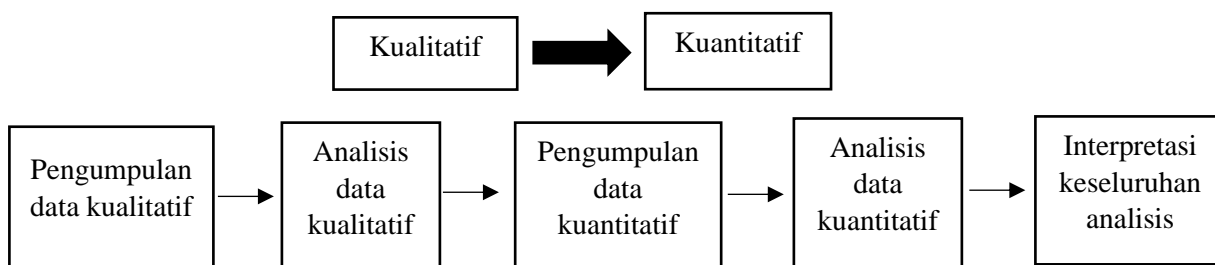 Kualitatif
Kuantitatif
Pengumpulan
data kualitatif
Analisis
data
kualitatif
Pengumpulan
data
kuantitatif
Analisis
data
kuantitatif
Interpretasi
keseluruhan
analisis